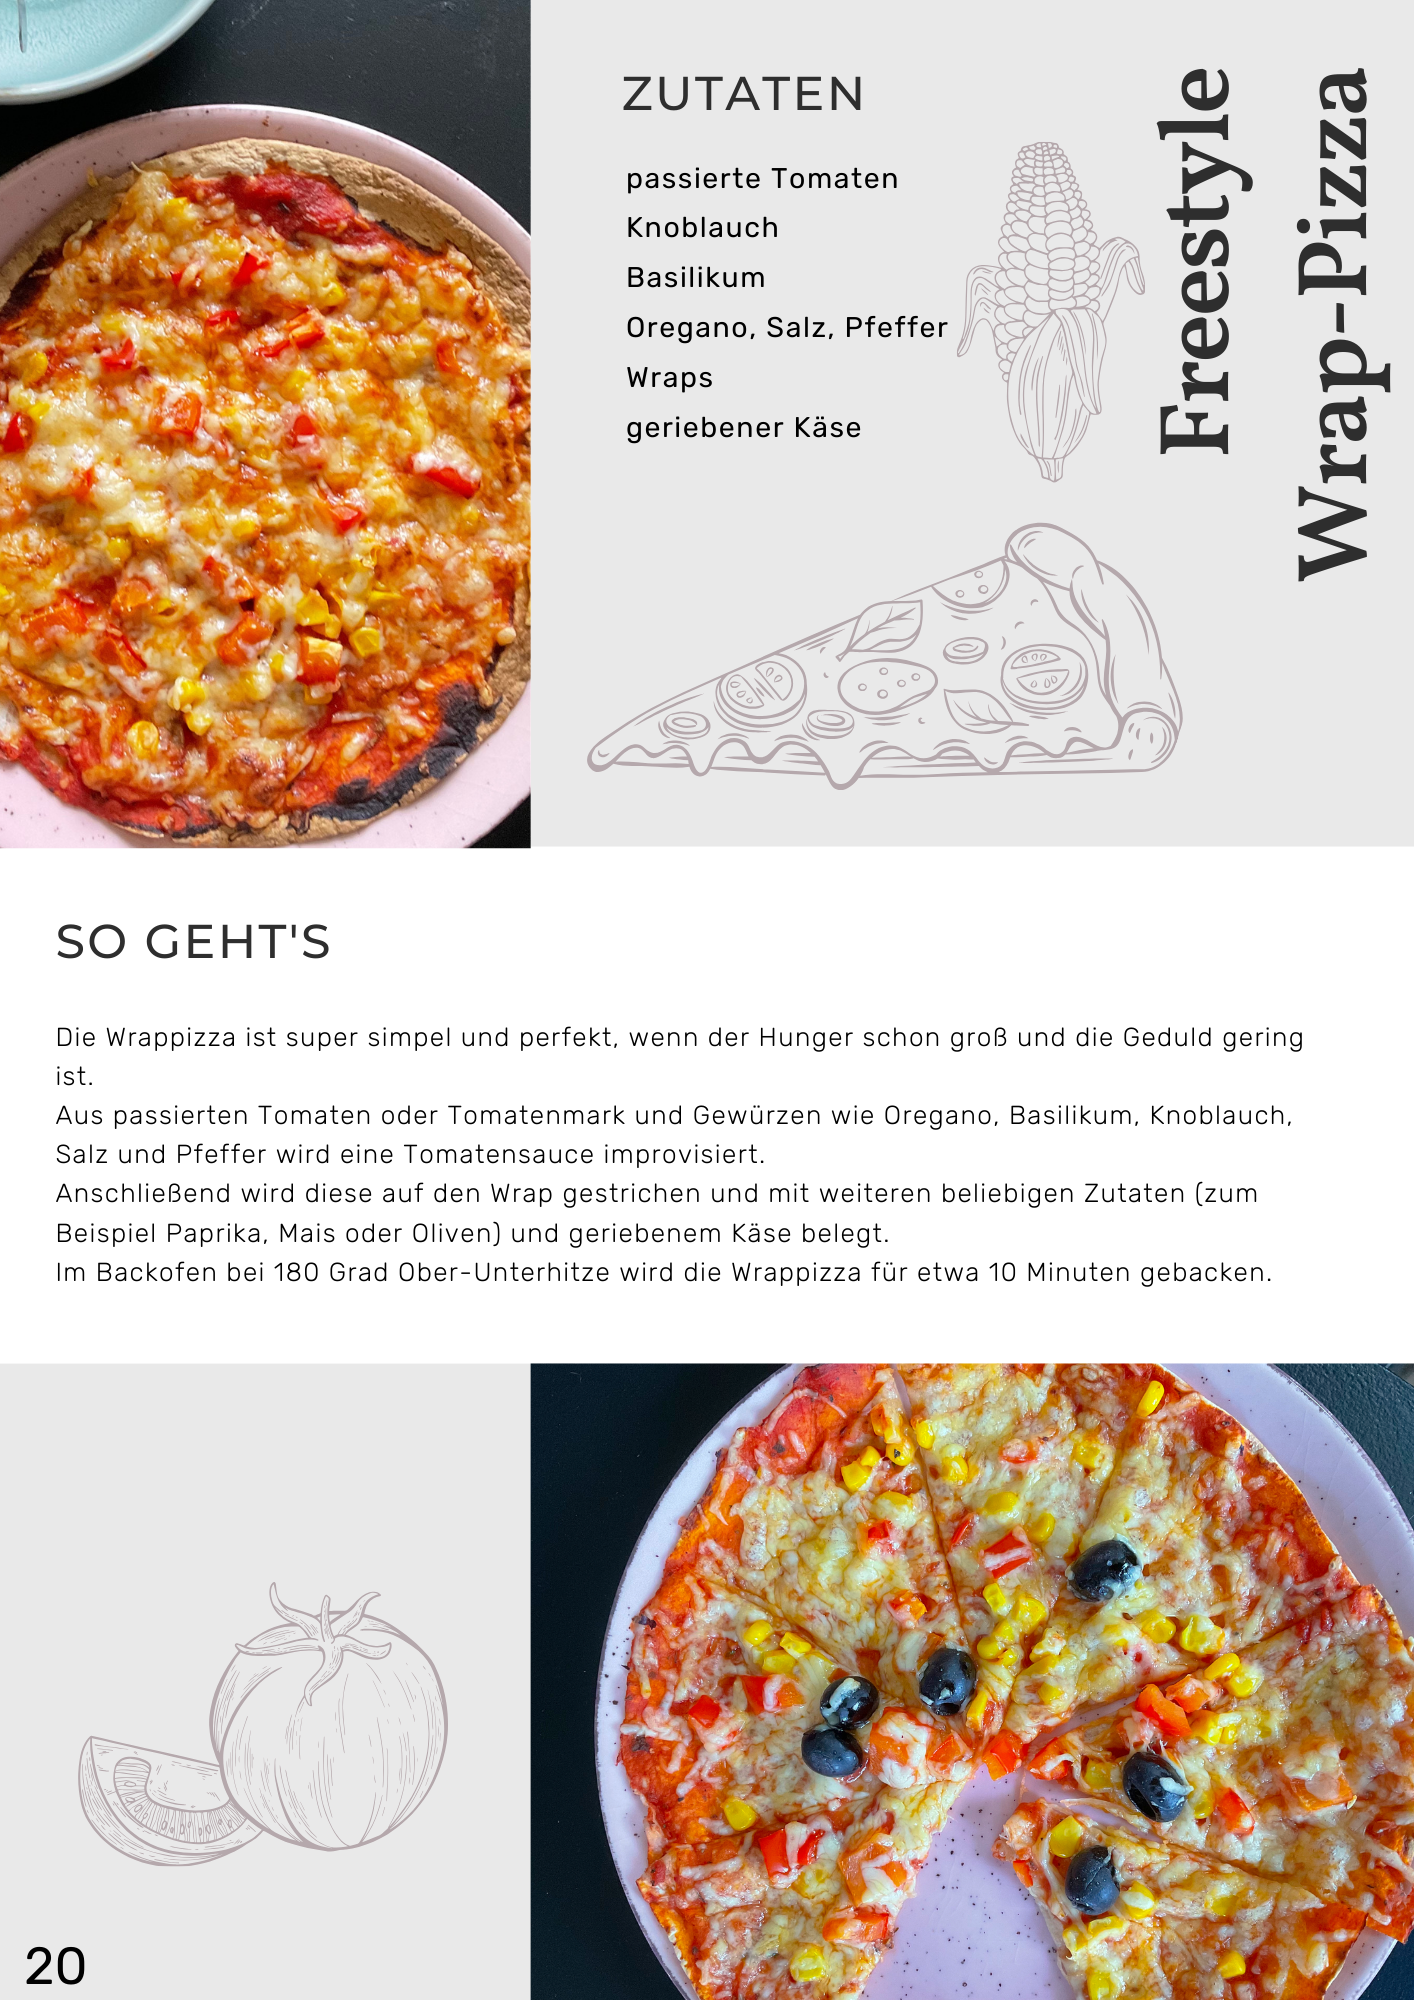 Freestyle
Wrap-Pizza
ZUTATEN
passierte Tomaten
Knoblauch
Basilikum
Oregano, Salz, Pfeffer
Wraps
geriebener Käse
SO GEHT'S
Die Wrappizza ist super simpel und perfekt, wenn der Hunger schon groß und die Geduld gering
ist.
Aus passierten Tomaten oder Tomatenmark und Gewürzen wie Oregano, Basilikum, Knoblauch,
Salz und Pfeffer wird eine Tomatensauce improvisiert.
Anschließend wird diese auf den Wrap gestrichen und mit weiteren beliebigen Zutaten (zum
Beispiel Paprika, Mais oder Oliven) und geriebenem Käse belegt.
Im Backofen bei 180 Grad Ober-Unterhitze wird die Wrappizza für etwa 10 Minuten gebacken.
20